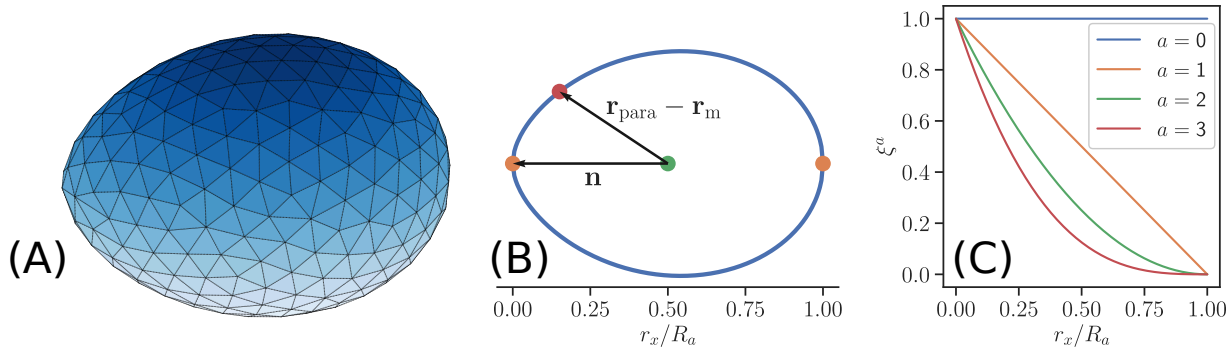 (A)
r_para − r_m
n
(B)
0.00 0.25 0.50 0.75 1.00
r_x/R_a
1.0
0.8
0.6
0.4
0.2
0.0
ξ^a
a = 0
a = 1
a = 2
a = 3
(C)
0.00 0.25 0.50 0.75 1.00
r_x/R_a